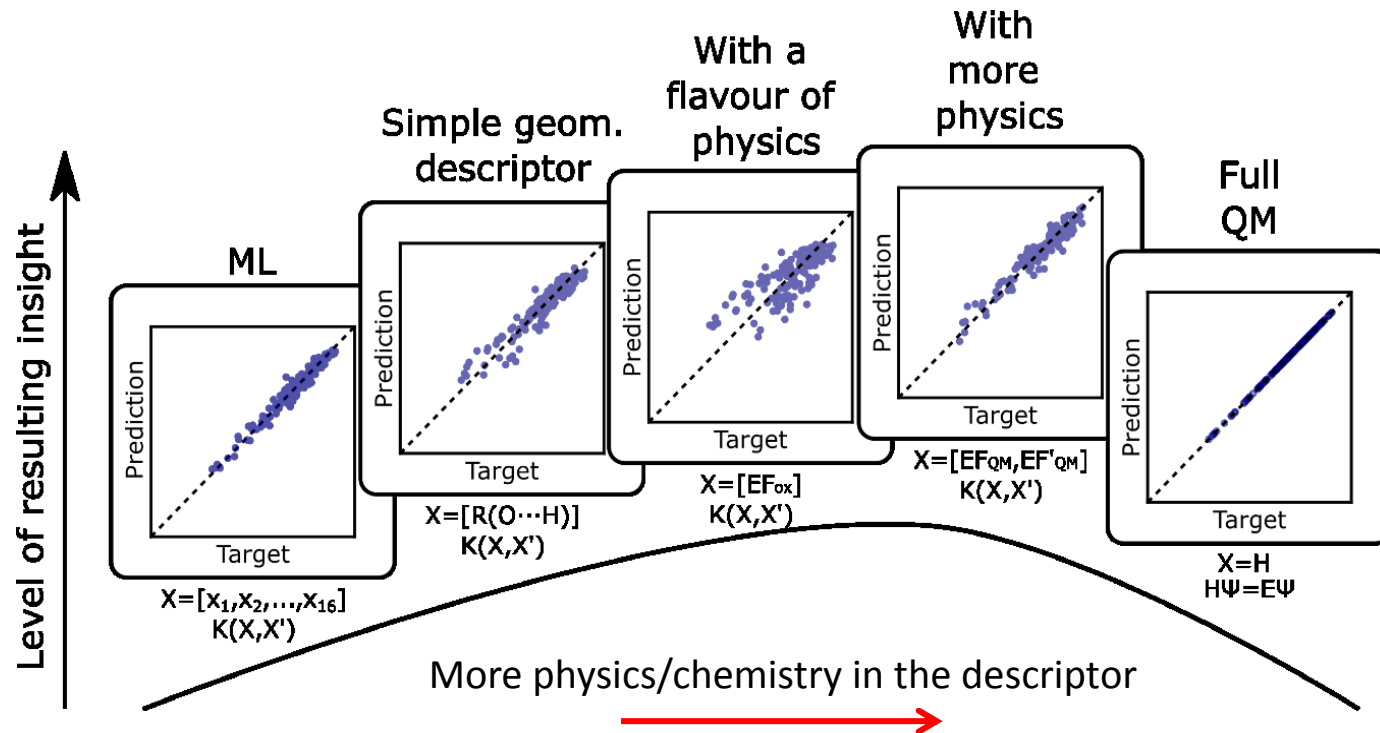 Level of resulting insight
ML
Prediction
Target
X=[x₁,x₂,...,x₁₆]
K(X,X')
Simple geom.
descriptor
Prediction
Target
X=[R(O···H)]
K(X,X')
With a
flavour of
physics
Prediction
Target
X=[EFₒₓ]
K(X,X')
With
more
physics
Prediction
Target
X=[EF_QM,EF'_QM]
K(X,X')
Full
QM
Prediction
Target
X=H
HΨ=EΨ
More physics/chemistry in the descriptor